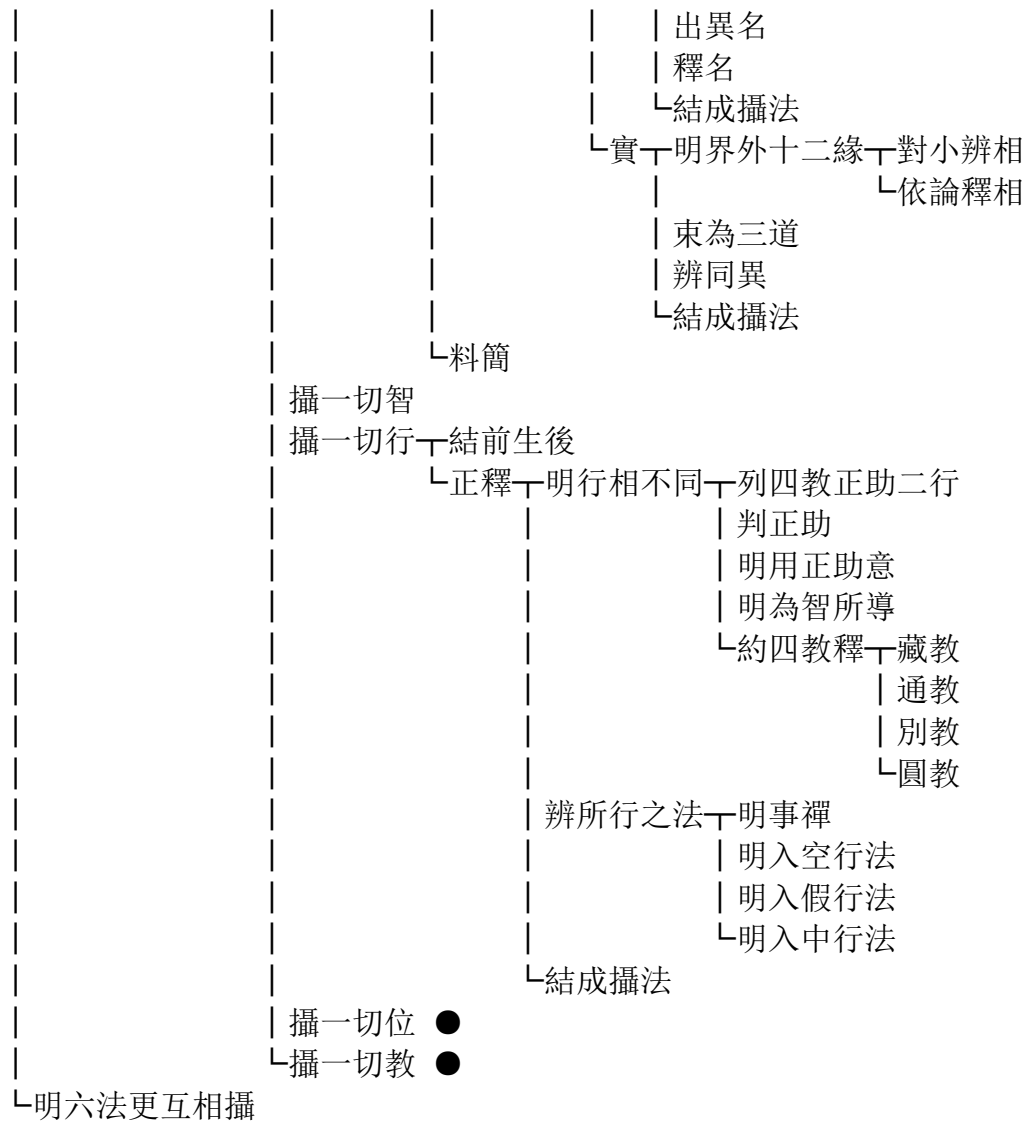 出異名
釋名
結成攝法
實 明界外十二緣 對小辨相
依論釋相
束為三道
辨同異
結成攝法
料簡
攝一切智
攝一切行 結前生後
正釋 明行相不同 列四教正助二行
判正助
明用正助意
明為智所導
約四教釋 藏教
通教
別教
圓教
辨所行之法 明事禪
明入空行法
明入假行法
明入中行法
結成攝法
攝一切位 ●
攝一切教 ●
明六法更互相攝